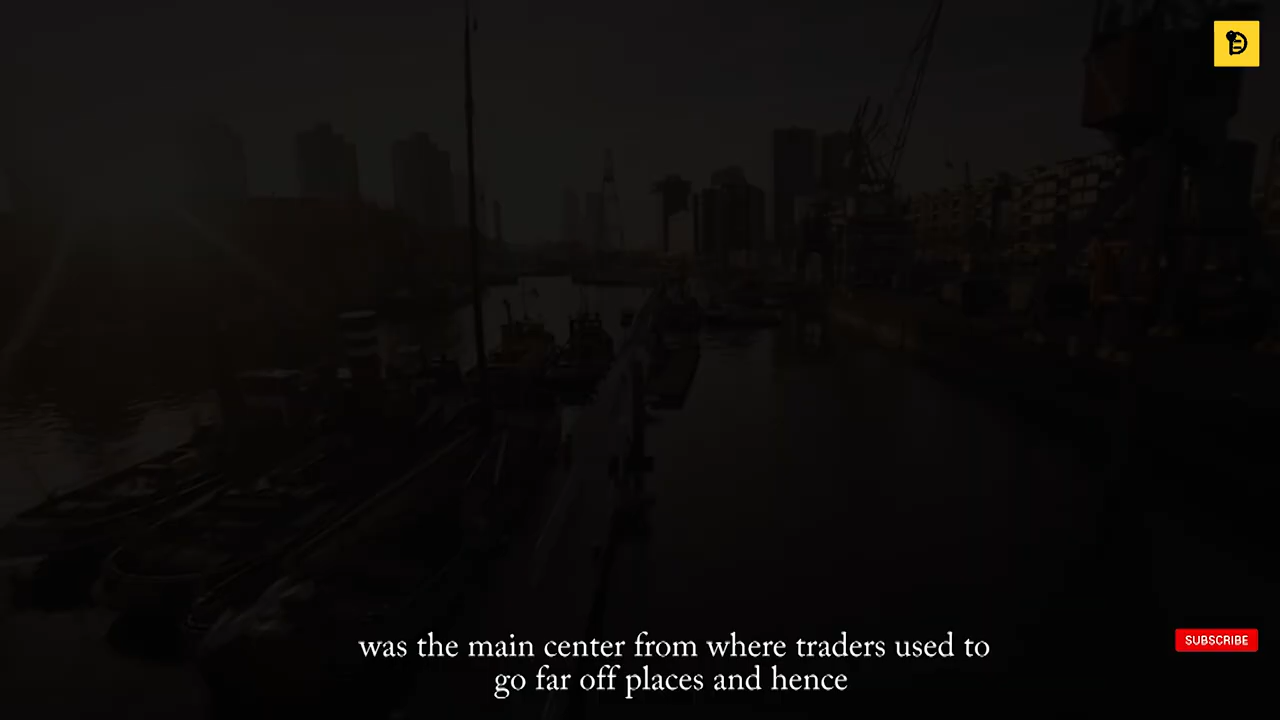 SUBSCRIBE
was the main center from where traders used to
go far off places and hence